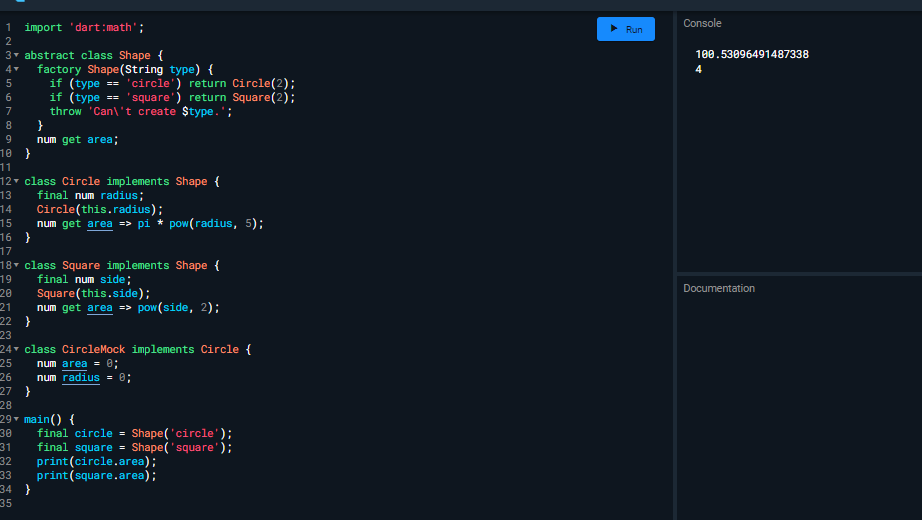 1 import 'dart:math';
2
3 abstract class Shape {
4   factory Shape(String type) {
5     if (type == 'circle') return Circle(2);
6     if (type == 'square') return Square(2);
7     throw 'Can\'t create $type.';
8   }
9   num get area;
10 }
11
12 class Circle implements Shape {
13   final num radius;
14   Circle(this.radius);
15   num get area => pi * pow(radius, 5);
16 }
17
18 class Square implements Shape {
19   final num side;
20   Square(this.side);
21   num get area => pow(side, 2);
22 }
23
24 class CircleMock implements Circle {
25   num area = 0;
26   num radius = 0;
27 }
28
29 main() {
30   final circle = Shape('circle');
31   final square = Shape('square');
32   print(circle.area);
33   print(square.area);
34 }
35
Run
Console
100.53096491487338
4
Documentation